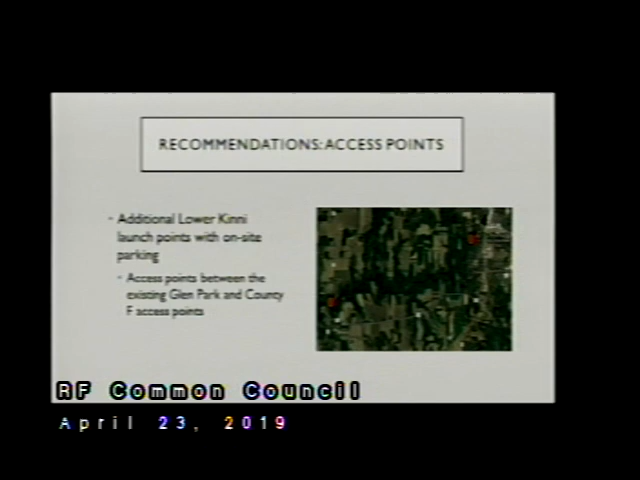 RECOMMENDATIONS: ACCESS POINTS
- Additional Lower Kinni
launch points with on-site
parking
- Access points between the
existing Glen Park and County
F access points
RF Common Council
April 23, 2019